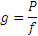 g = P/f